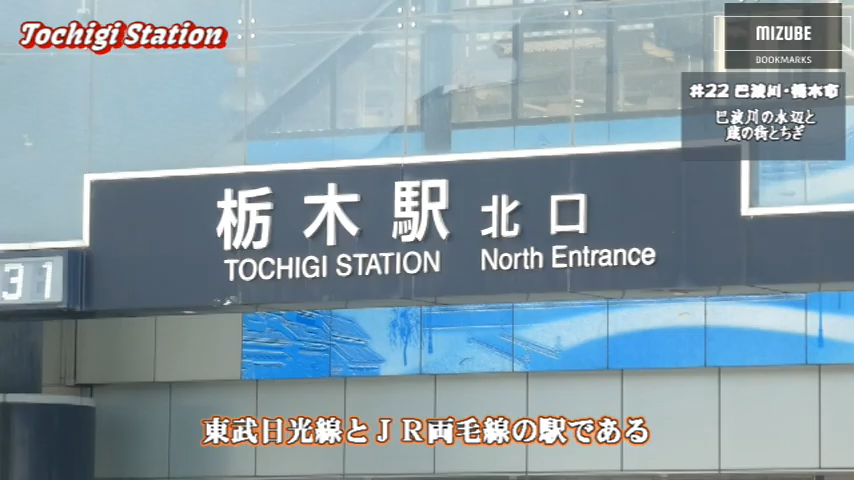 Tochigi Station
MIZUBE
BOOKMARKS
#22 巴波川・栃木市
巴波川の水辺と
蔵の街とちぎ
栃木駅 北口
TOCHIGI STATION North Entrance
31
東武日光線とJR両毛線の駅である